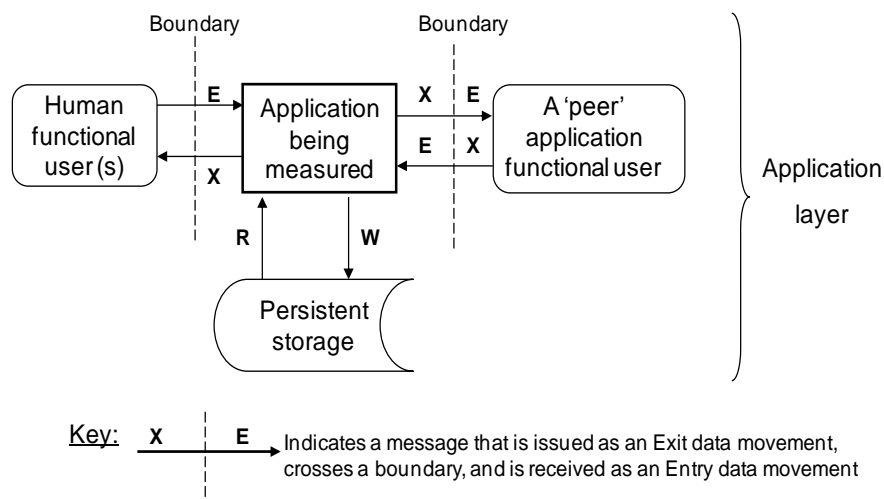 Boundary
Boundary
Human
functional
user (s)
E
X
Application
being
measured
X E
E X
A 'peer'
application
functional user
Application
layer
R
W
Persistent
storage
Key:
X
E
Indicates a message that is issued as an Exit data movement,
crosses a boundary, and is received as an Entry data movement